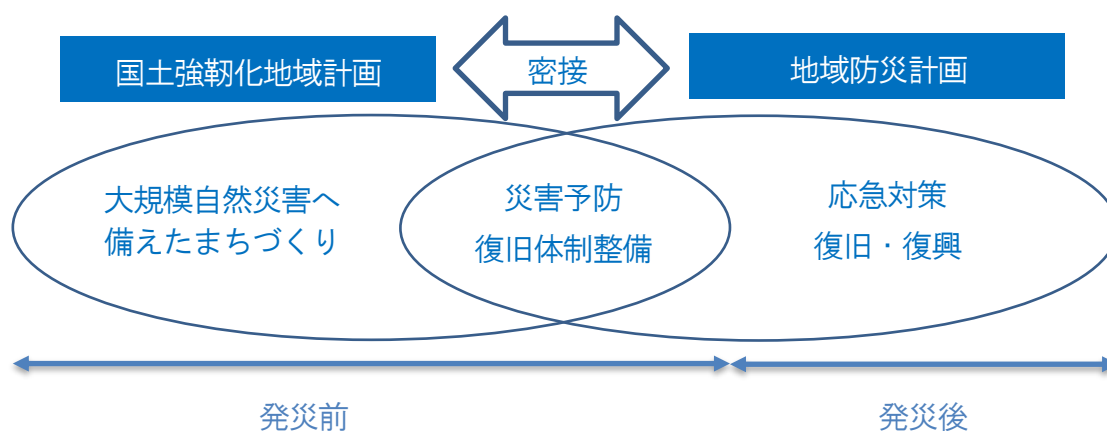 国土強靭化地域計画
密接
地域防災計画
大規模自然災害へ
備えたまちづくり
災害予防
復旧体制整備
応急対策
復旧・復興
発災前
発災後